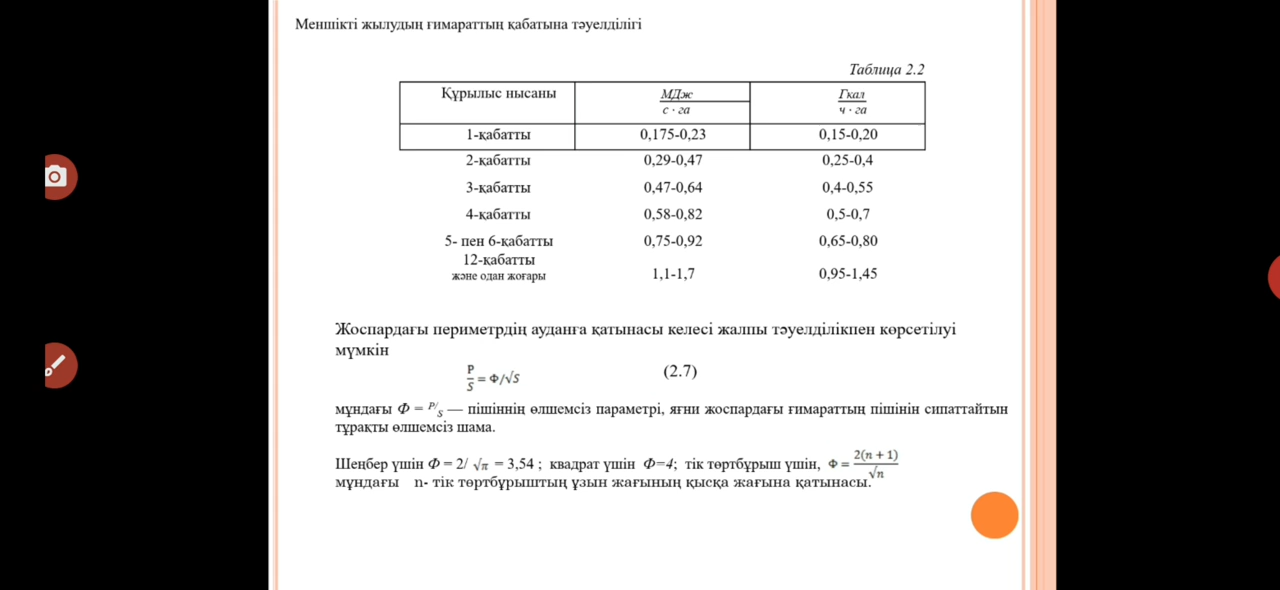 Меншікті жылудың ғимараттың қабатына тәуелділігі
Таблица 2.2
Құрылыс нысаны МДж / с · га Гкал / ч · га
1-қабатты 0,175-0,23 0,15-0,20
2-қабатты 0,29-0,47 0,25-0,4
3-қабатты 0,47-0,64 0,4-0,55
4-қабатты 0,58-0,82 0,5-0,7
5- пен 6-қабатты 0,75-0,92 0,65-0,80
12-қабатты
және одан жоғары 1,1-1,7 0,95-1,45
Жоспардағы периметрдің ауданға қатынасы келесі жалпы тәуелділікпен көрсетілуі
мүмкін
P/S = Ф/√S (2.7)
мұндағы Ф = P/S — пішіннің өлшемсіз параметрі, яғни жоспардағы ғимараттың пішінін сипаттайтын
тұрақты өлшемсіз шама.
Шеңбер үшін Ф = 2/ √π = 3,54 ; квадрат үшін Ф=4; тік төртбұрыш үшін, Ф = 2(n + 1)/√n
мұндағы n- тік төртбұрыштың ұзын жағының қысқа жағына қатынасы.